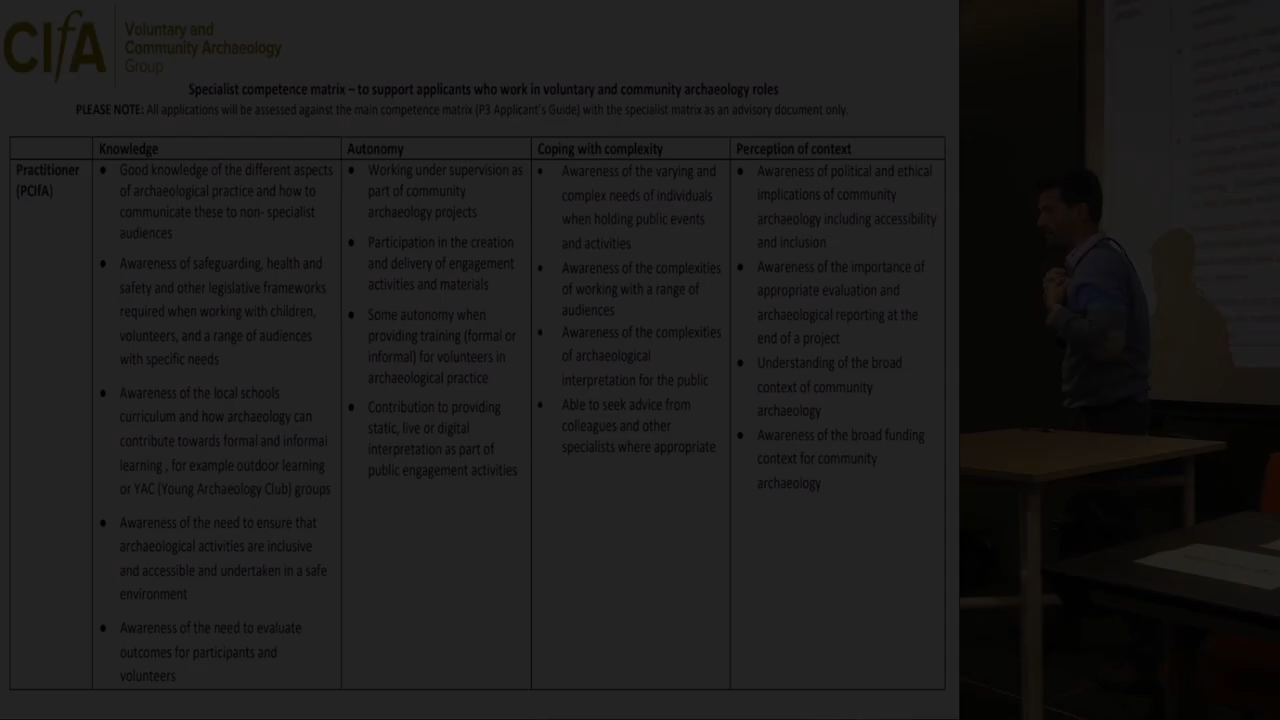 CIfA
Voluntary and
Community Archaeology
Group
Specialist competence matrix – to support applicants who work in voluntary and community archaeology roles
PLEASE NOTE: All applications will be assessed against the main competence matrix (P3 Applicant's Guide) with the specialist matrix as an advisory document only.
Knowledge
Autonomy
Coping with complexity
Perception of context
Practitioner
(PCIfA)
● Good knowledge of the different aspects
of archaeological practice and how to
communicate these to non- specialist
audiences
● Awareness of safeguarding, health and
safety and other legislative frameworks
required when working with children,
volunteers, and a range of audiences
with specific needs
● Awareness of the local schools
curriculum and how archaeology can
contribute towards formal and informal
learning , for example outdoor learning
or YAC (Young Archaeology Club) groups
● Awareness of the need to ensure that
archaeological activities are inclusive
and accessible and undertaken in a safe
environment
● Awareness of the need to evaluate
outcomes for participants and
volunteers
● Working under supervision as
part of community
archaeology projects
● Participation in the creation
and delivery of engagement
activities and materials
● Some autonomy when
providing training (formal or
informal) for volunteers in
archaeological practice
● Contribution to providing
static, live or digital
interpretation as part of
public engagement activities
● Awareness of the varying and
complex needs of individuals
when holding public events
and activities
● Awareness of the complexities
of working with a range of
audiences
● Awareness of the complexities
of archaeological
interpretation for the public
● Able to seek advice from
colleagues and other
specialists where appropriate
● Awareness of political and ethical
implications of community
archaeology including accessibility
and inclusion
● Awareness of the importance of
appropriate evaluation and
archaeological reporting at the
end of a project
● Understanding of the broad
context of community
archaeology
● Awareness of the broad funding
context for community
archaeology